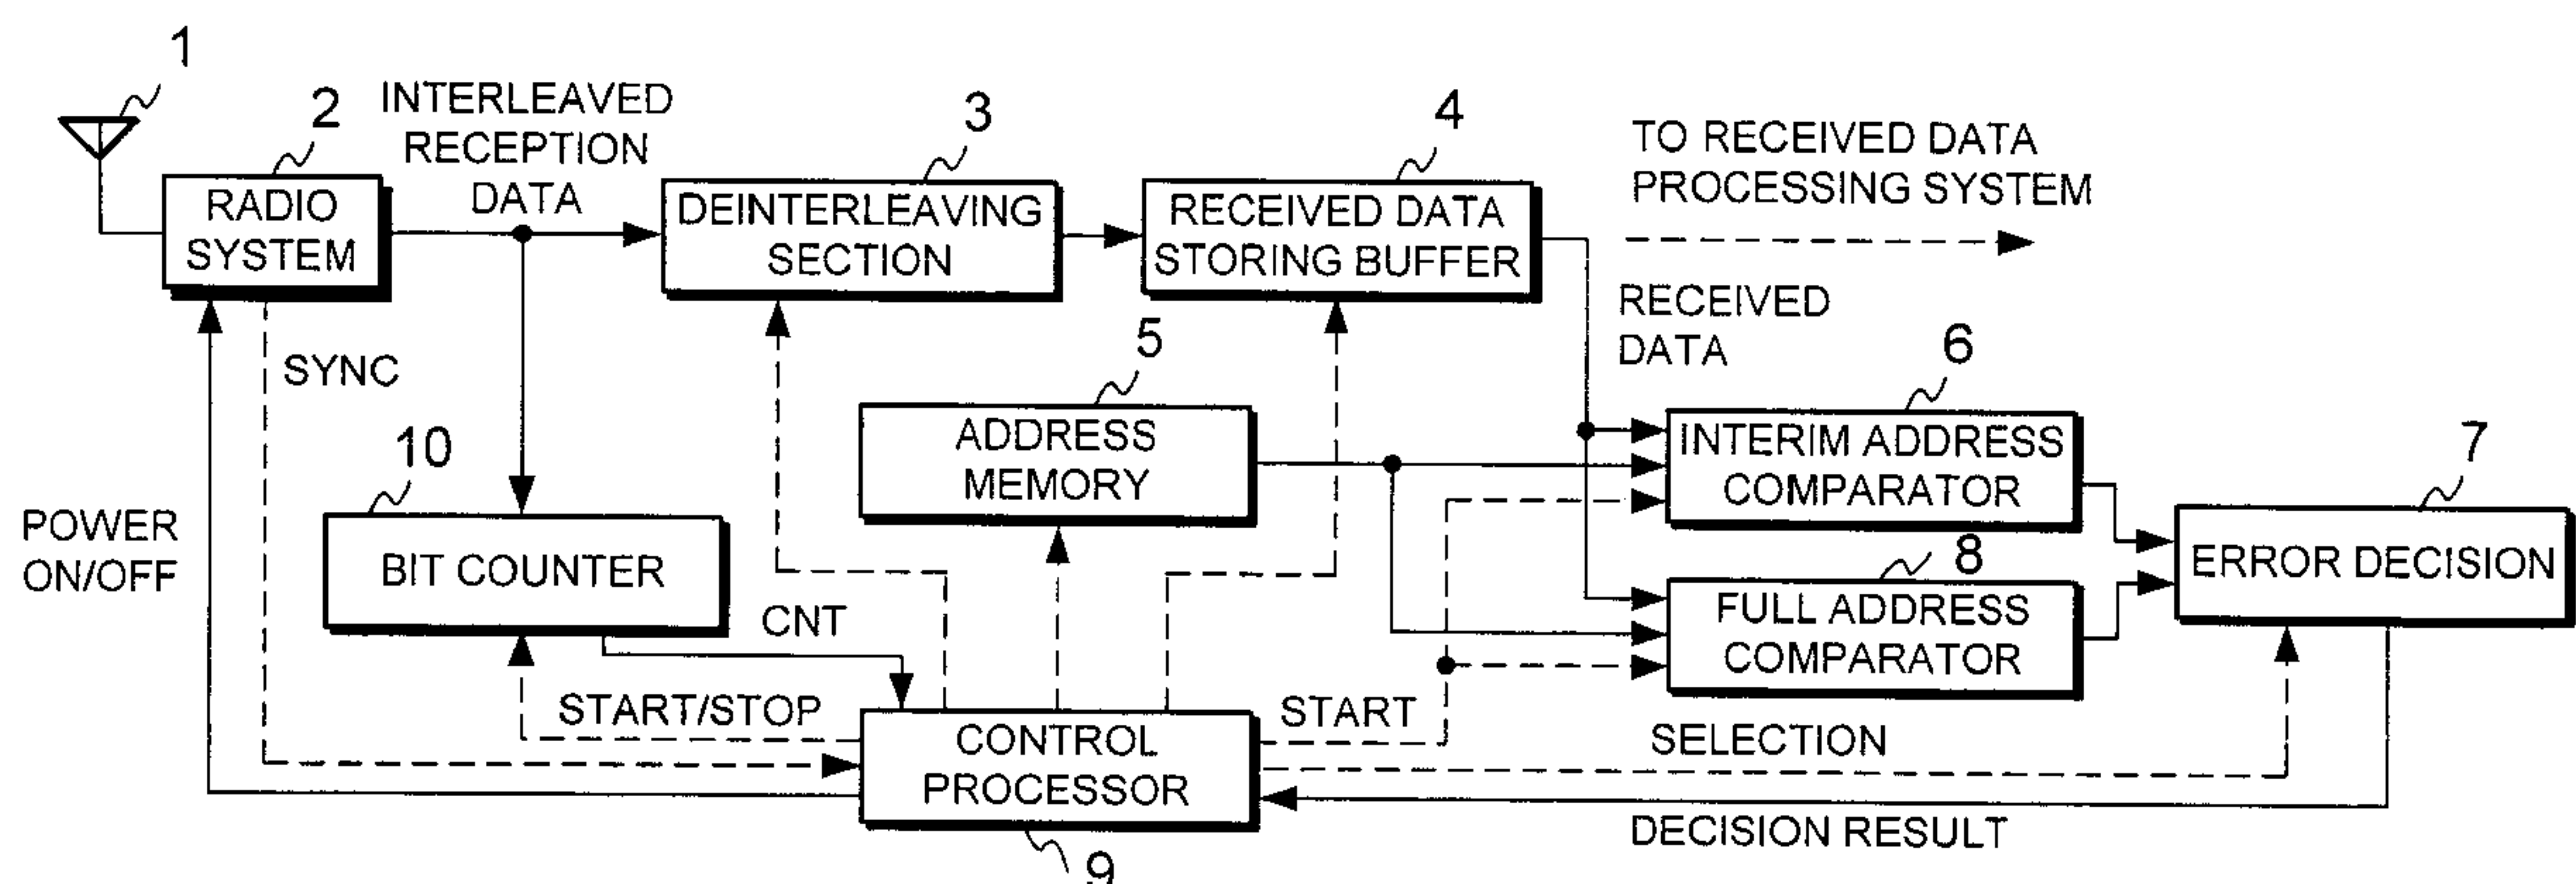 1
2
INTERLEAVED
RECEPTION
DATA
3
4
TO RECEIVED DATA
PROCESSING SYSTEM
RADIO
SYSTEM
DEINTERLEAVING
SECTION
RECEIVED DATA
STORING BUFFER
RECEIVED
DATA
SYNC
5
6
ADDRESS
MEMORY
INTERIM ADDRESS
COMPARATOR
7
10
POWER
ON/OFF
BIT COUNTER
8
ERROR DECISION
FULL ADDRESS
COMPARATOR
CNT
START/STOP
START
CONTROL
PROCESSOR
SELECTION
DECISION RESULT
9